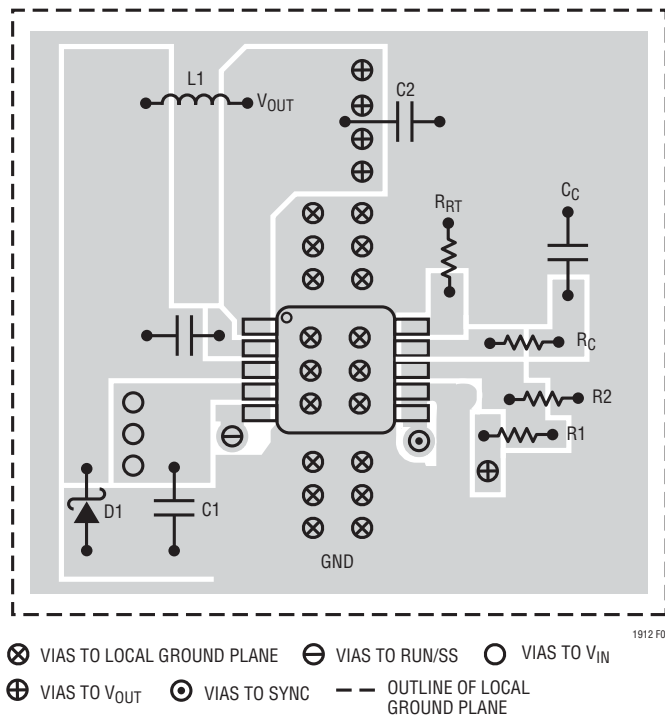 L1
VOUT
C2
RRT
CC
RC
R2
R1
D1
C1
GND
1912 F0
VIAS TO LOCAL GROUND PLANE
VIAS TO RUN/SS
VIAS TO VIN
VIAS TO VOUT
VIAS TO SYNC
OUTLINE OF LOCAL
GROUND PLANE